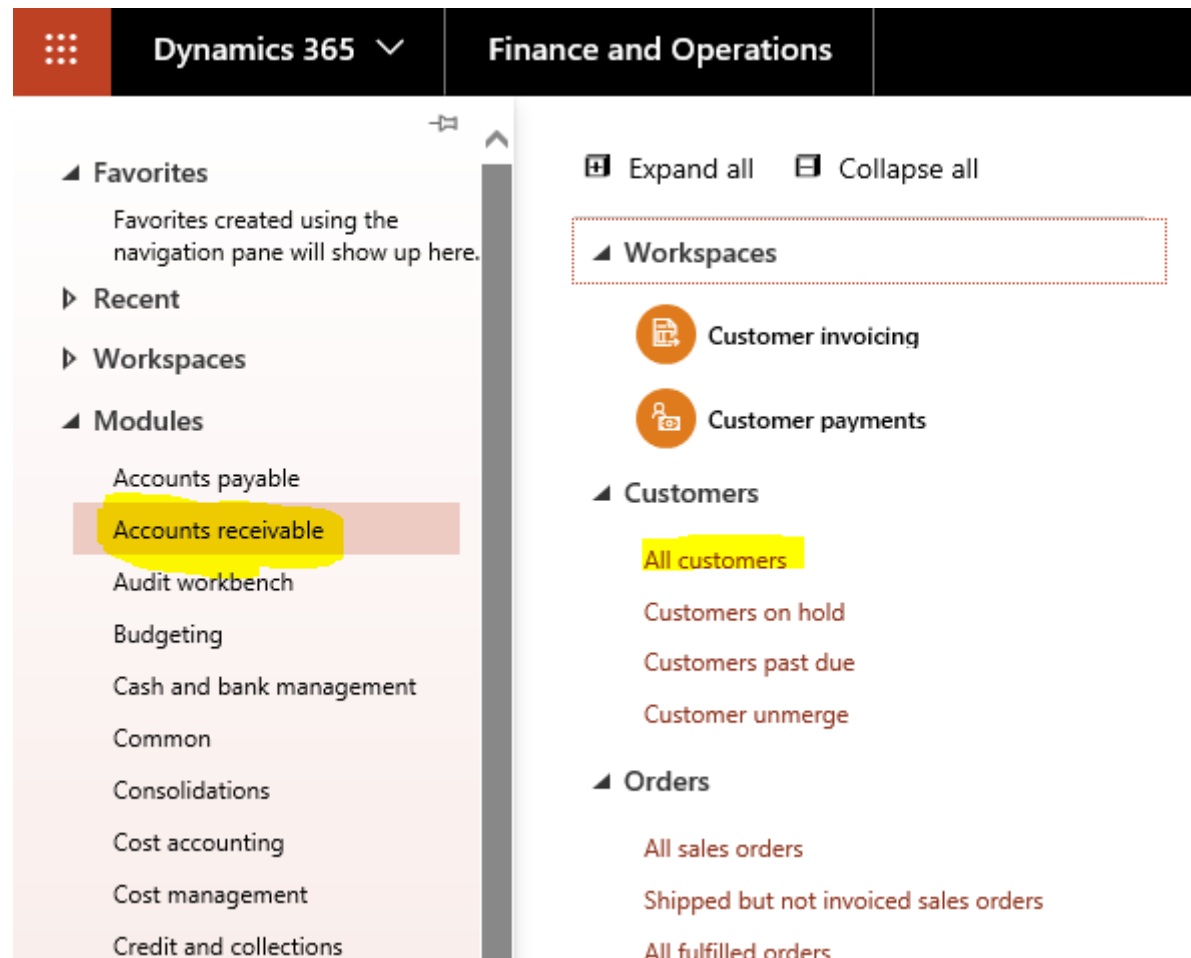 Dynamics 365
Finance and Operations
Favorites
Favorites created using the
navigation pane will show up here.
Recent
Workspaces
Modules
Accounts payable
Accounts receivable
Audit workbench
Budgeting
Cash and bank management
Common
Consolidations
Cost accounting
Cost management
Credit and collections
Expand all
Collapse all
Workspaces
Customer invoicing
Customer payments
Customers
All customers
Customers on hold
Customers past due
Customer unmerge
Orders
All sales orders
Shipped but not invoiced sales orders
All fulfilled orders